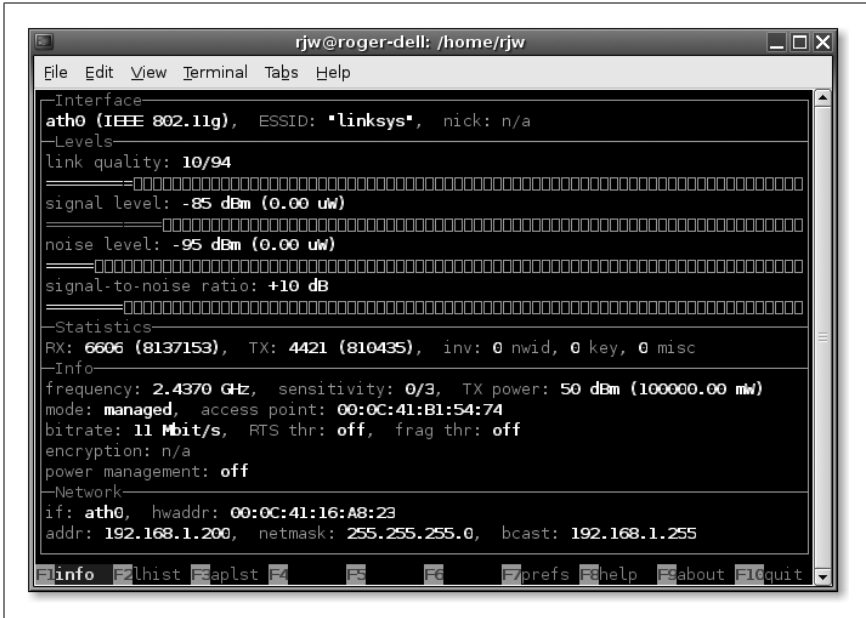 rjw@roger-dell: /home/rjw
File Edit View Terminal Tabs Help
Interface
ath0 (IEEE 802.11g), ESSID: "linksys", nick: n/a
Levels
link quality: 10/94
signal level: -85 dBm (0.00 uW)
noise level: -95 dBm (0.00 uW)
signal-to-noise ratio: +10 dB
Statistics
RX: 6606 (8137153), TX: 4421 (810435), inv: 0 nwid, 0 key, 0 misc
Info
frequency: 2.4370 GHz, sensitivity: 0/3, TX power: 50 dBm (100000.00 mW)
mode: managed, access point: 00:0C:41:B1:54:74
bitrate: 11 Mbit/s, RTS thr: off, frag thr: off
encryption: n/a
power management: off
Network
if: ath0, hwaddr: 00:0C:41:16:A8:23
addr: 192.168.1.200, netmask: 255.255.255.0, bcast: 192.168.1.255
F1info F2lhist F3aplst F4 F5 F6 F7prefs F8help F9about F10quit